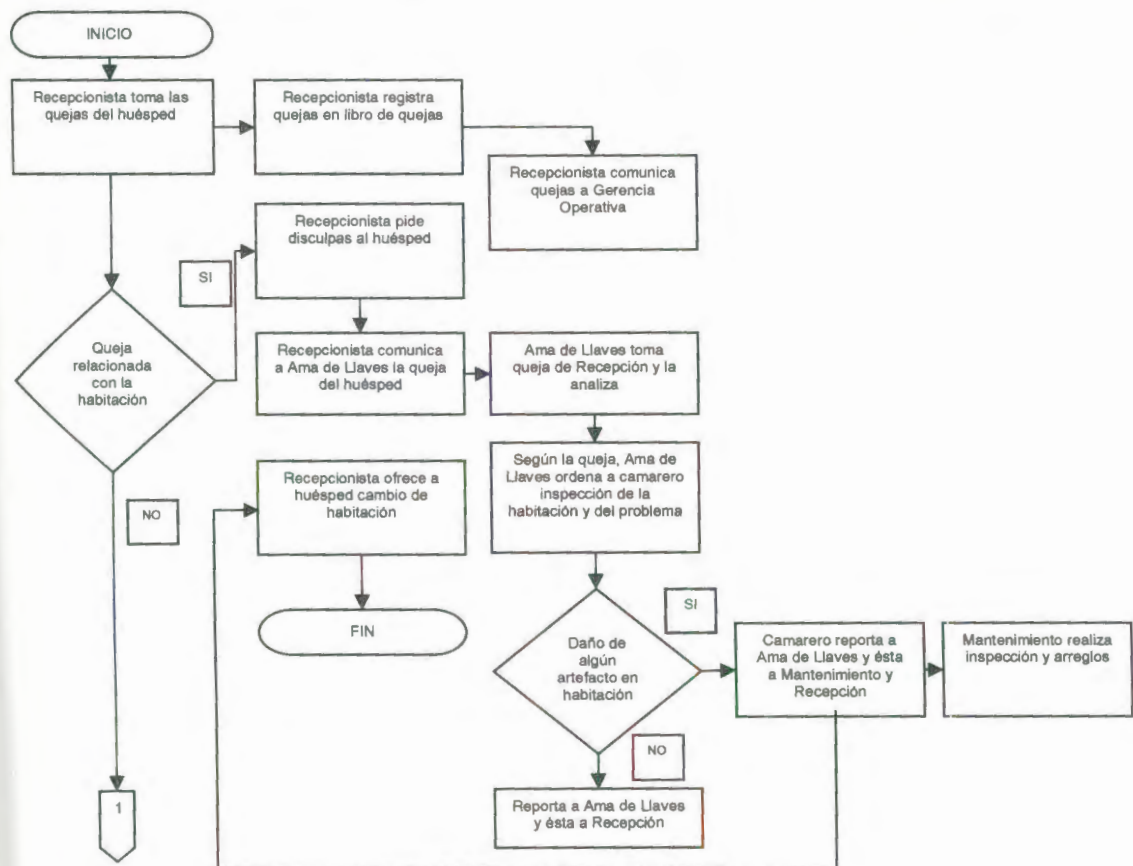 INICIO
Recepcionista toma las
quejas del huésped
Recepcionista registra
quejas en libro de quejas
Recepcionista comunica
quejas a Gerencia
Operativa
Recepcionista pide
disculpas al huésped
SI
Queja
relacionada
con la
habitación
Recepcionista comunica
a Ama de Llaves la queja
del huésped
Ama de Llaves toma
queja de Recepción y la
analiza
Según la queja, Ama de
Llaves ordena a camarero
inspección de la
habitación y del problema
Recepcionista ofrece a
huésped cambio de
habitación
NO
FIN
SI
Daño de
algún
artefacto en
habitación
Camarero reporta a
Ama de Llaves y ésta
a Mantenimiento y
Recepción
Mantenimiento realiza
inspección y arreglos
NO
Reporta a Ama de Llaves
y ésta a Recepción
1